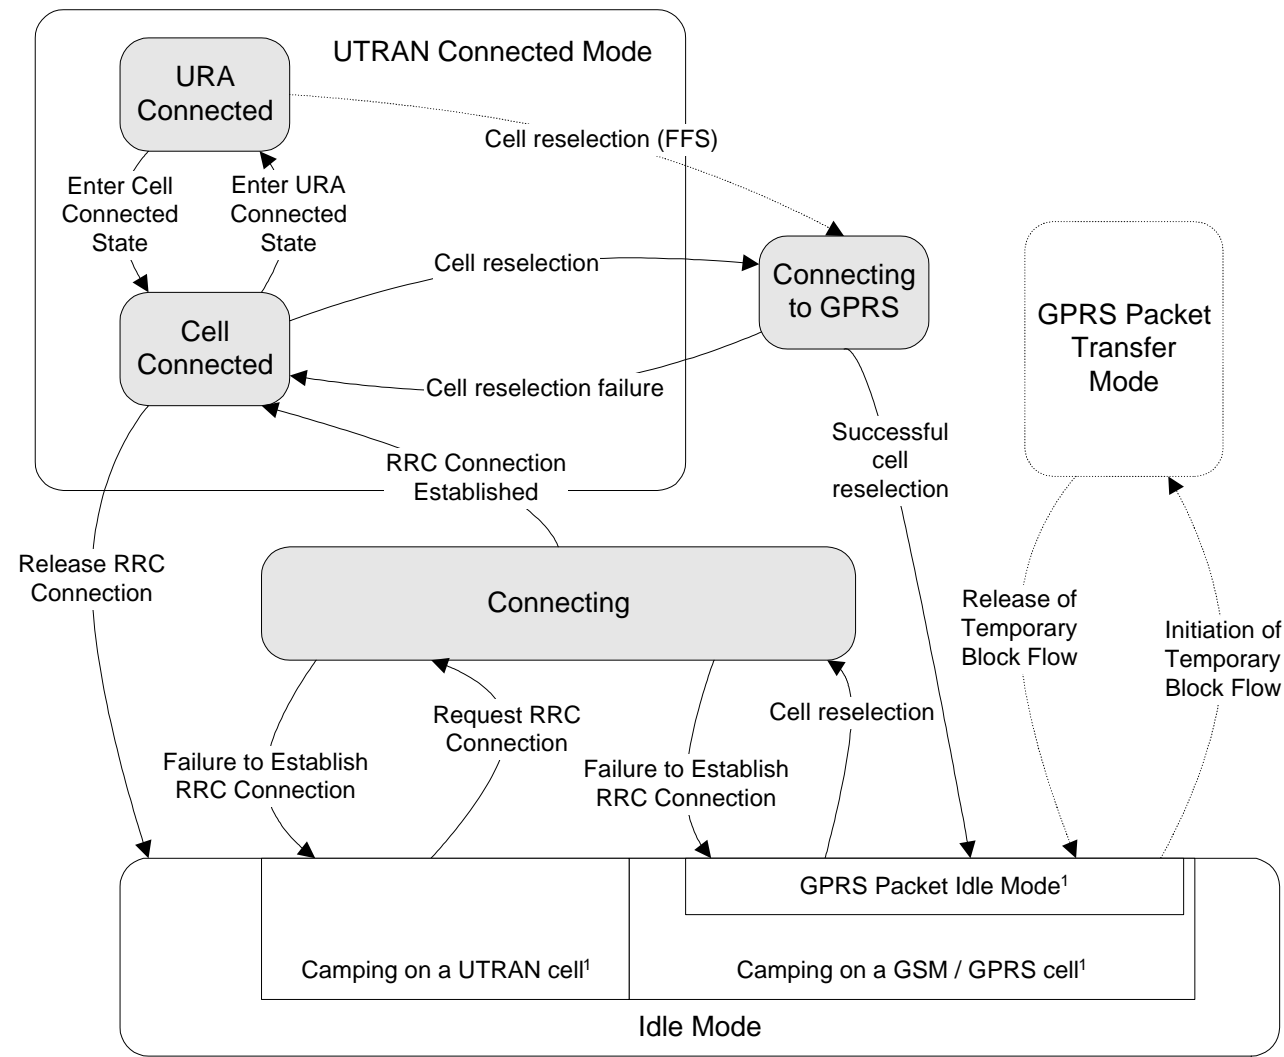 UTRAN Connected Mode
URA
Connected
Cell reselection (FFS)
Enter Cell
Connected
State
Enter URA
Connected
State
Cell reselection
Connecting
to GPRS
GPRS Packet
Transfer
Mode
Cell
Connected
Cell reselection failure
Successful
cell
reselection
RRC Connection
Established
Release RRC
Connection
Connecting
Release of
Temporary
Block Flow
Initiation of
Temporary
Block Flow
Request RRC
Connection
Cell reselection
Failure to Establish
RRC Connection
Failure to Establish
RRC Connection
GPRS Packet Idle Mode¹
Camping on a UTRAN cell¹
Camping on a GSM / GPRS cell¹
Idle Mode